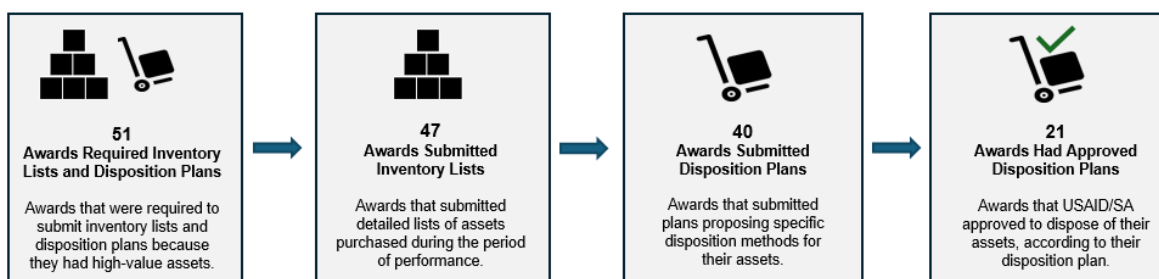 51
Awards Required Inventory
Lists and Disposition Plans
Awards that were required to
submit inventory lists and
disposition plans because
they had high-value assets.
47
Awards Submitted
Inventory Lists
Awards that submitted
detailed lists of assets
purchased during the period
of performance.
40
Awards Submitted
Disposition Plans
Awards that submitted
plans proposing specific
disposition methods for
their assets.
21
Awards Had Approved
Disposition Plans
Awards that USAID/SA
approved to dispose of their
assets, according to their
disposition plan.